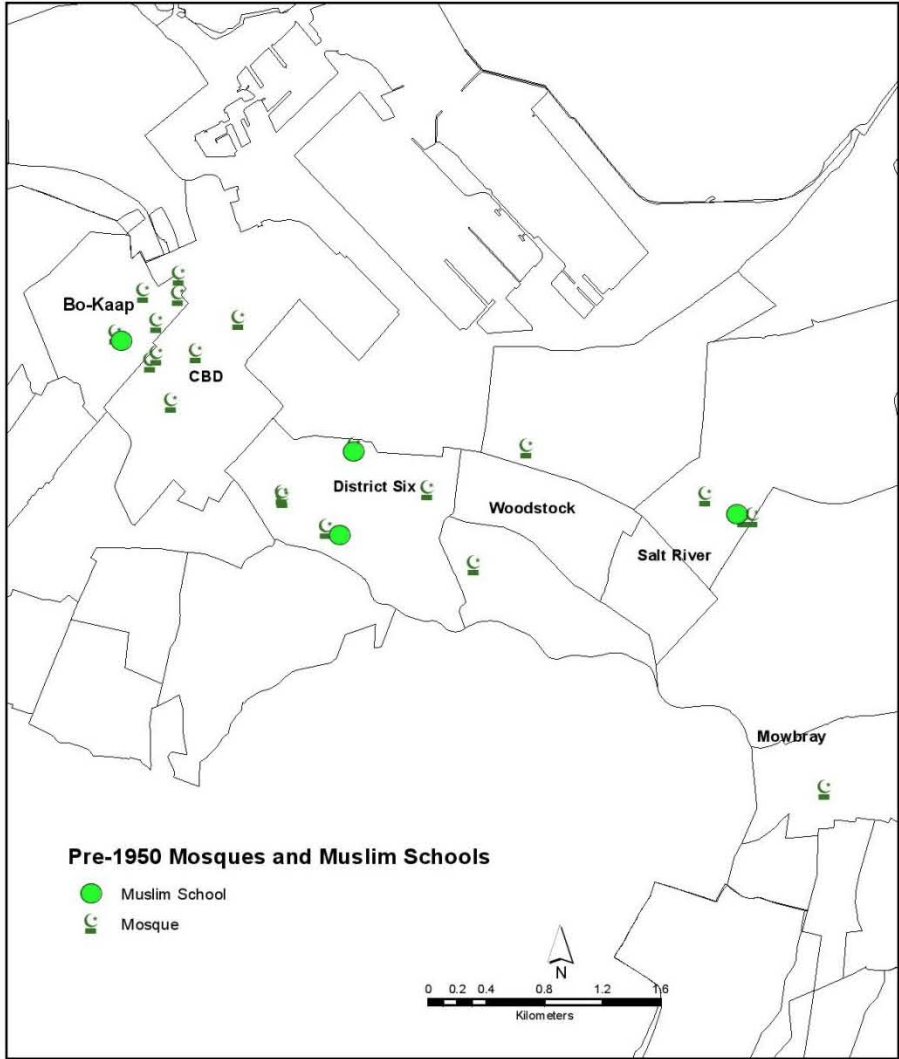 Bo-Kaap
CBD
District Six
Woodstock
Salt River
Mowbray
Pre-1950 Mosques and Muslim Schools
Muslim School
Mosque
N
0 0.2 0.4 0.8 1.2 1.6
Kilometers